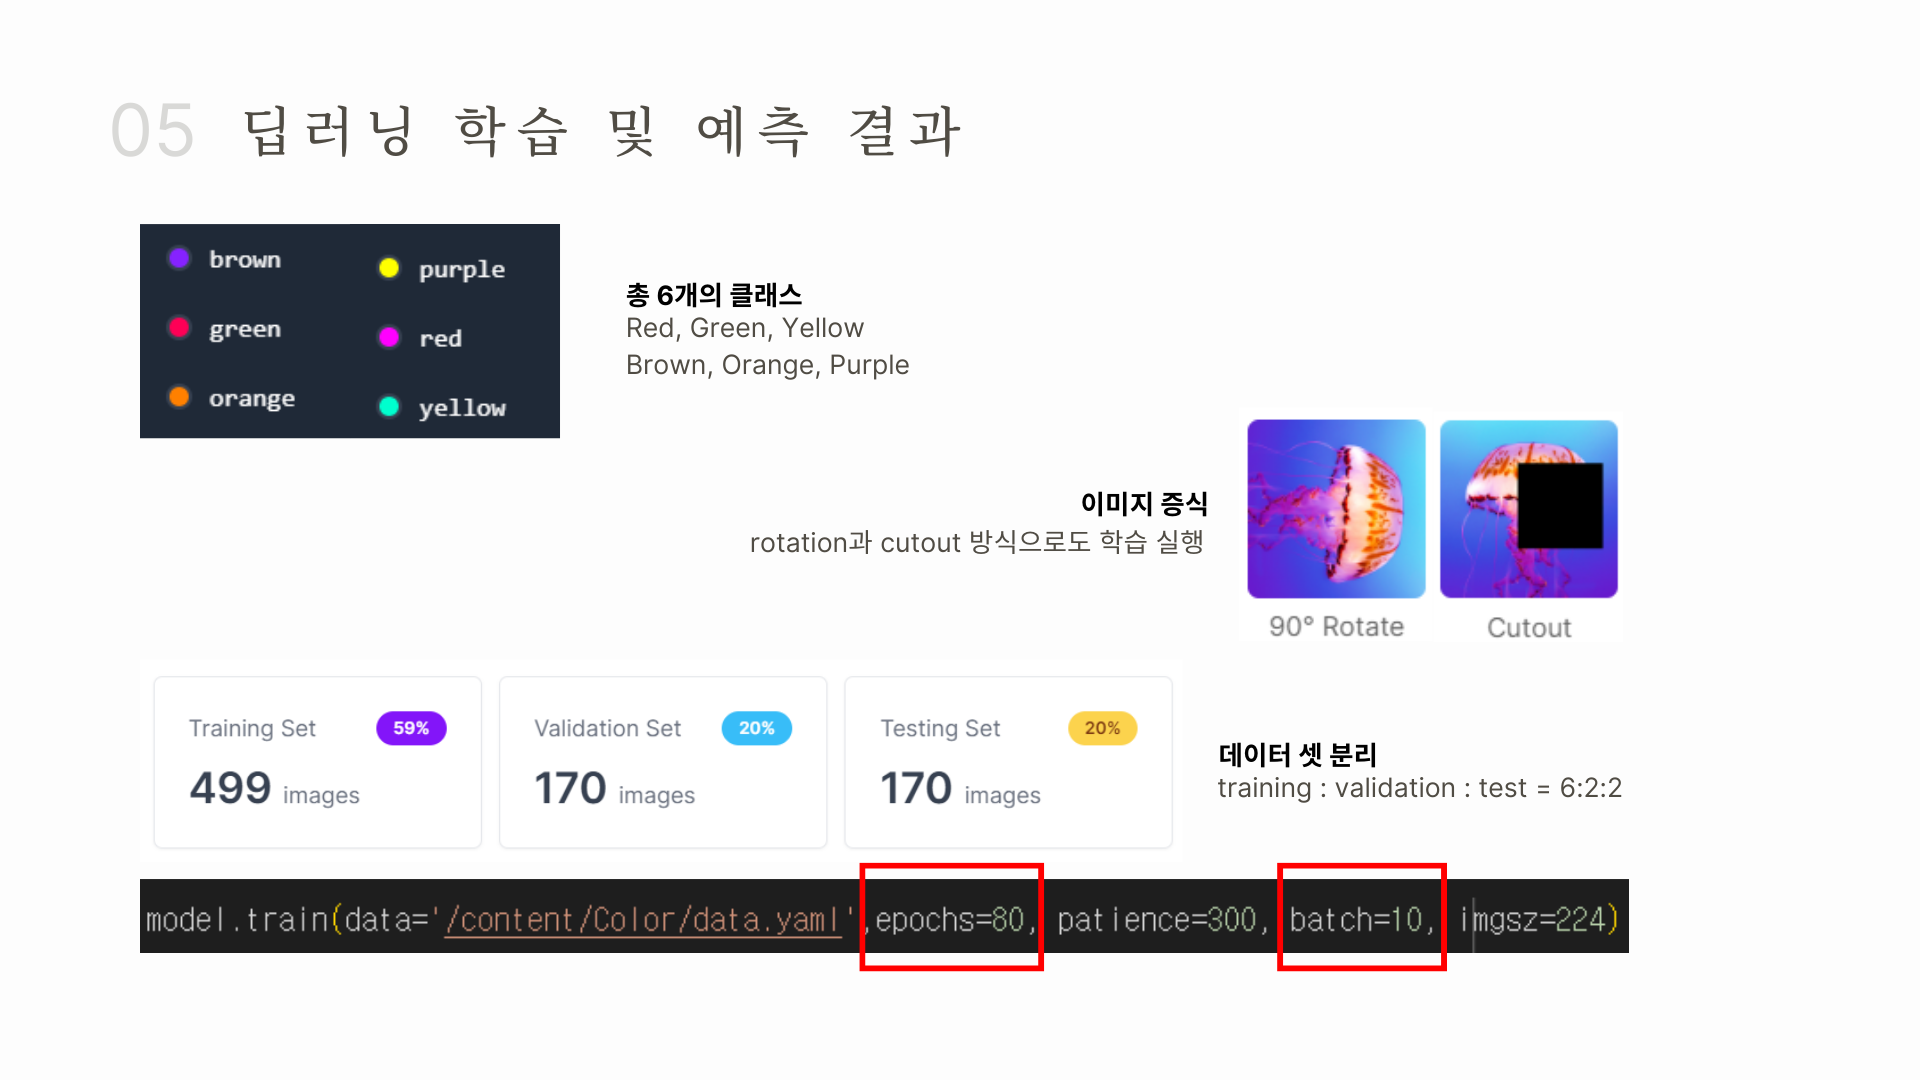 05 딥러닝 학습 및 예측 결과
brown
green
orange
purple
red
yellow
총 6개의 클래스
Red, Green, Yellow
Brown, Orange, Purple
이미지 증식
rotation과 cutout 방식으로도 학습 실행
90° Rotate
Cutout
Training Set 59%
499 images
Validation Set 20%
170 images
Testing Set 20%
170 images
데이터 셋 분리
training : validation : test = 6:2:2
model.train(data='/content/Color/data.yaml',epochs=80, patience=300, batch=10, imgsz=224)